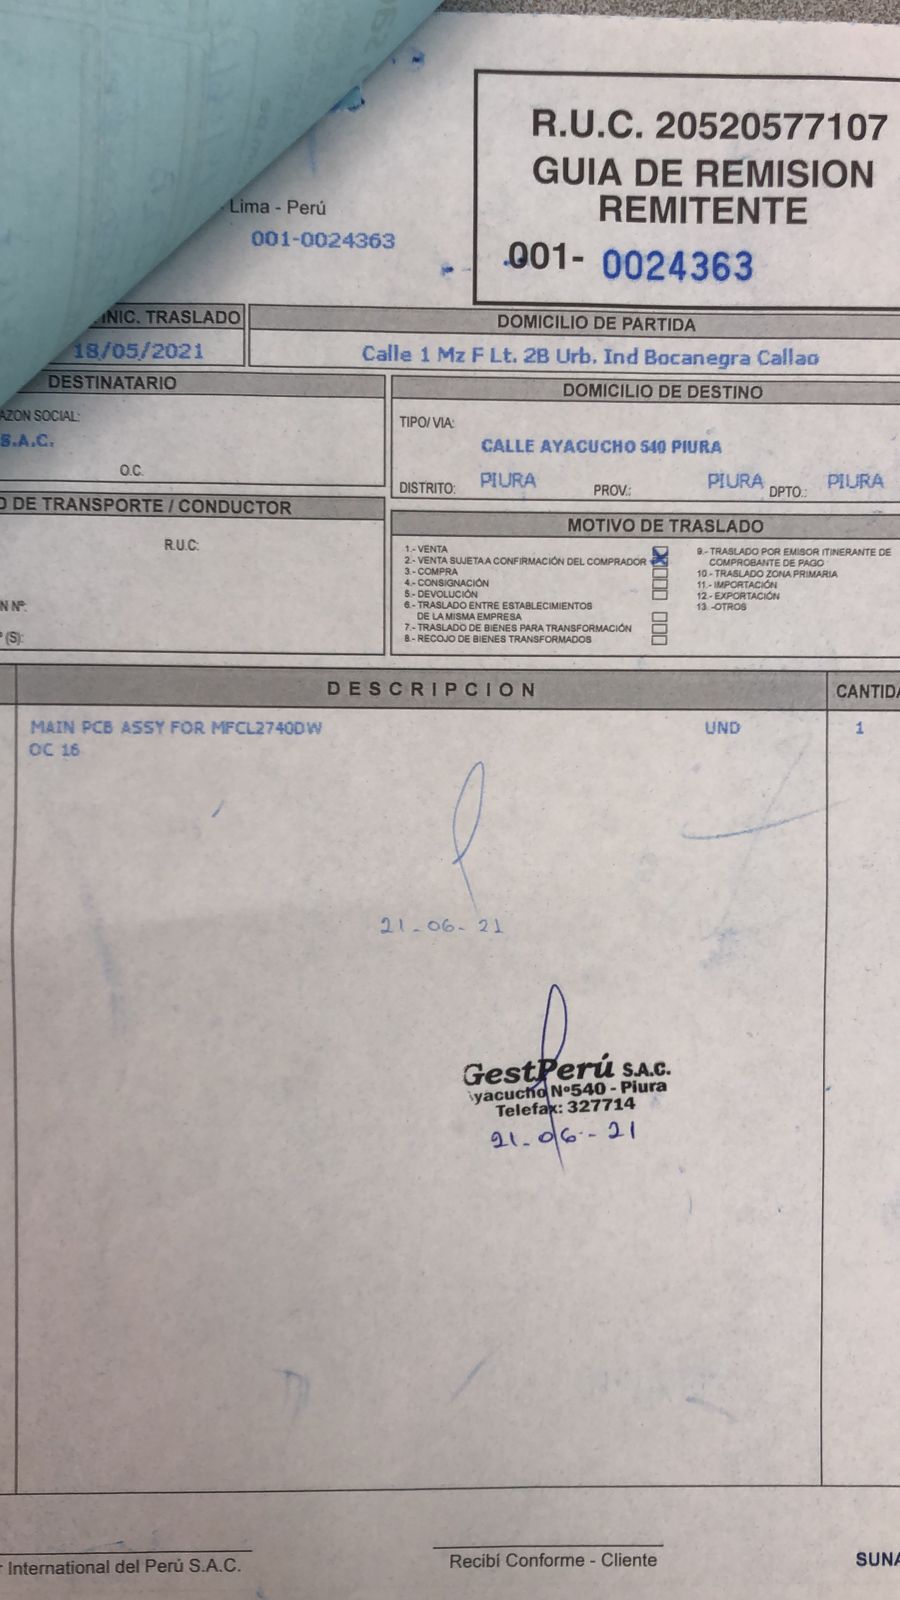 R.U.C. 20520577107
GUIA DE REMISION
REMITENTE
001- 0024363
- Lima - Perú
001-0024363
INIC. TRASLADO
18/05/2021
DOMICILIO DE PARTIDA
Calle 1 Mz F Lt. 2B Urb. Ind Bocanegra Callao
DESTINATARIO
AZON SOCIAL:
S.A.C.
O.C.
DOMICILIO DE DESTINO
TIPO/ VIA:
CALLE AYACUCHO 540 PIURA
DISTRITO: PIURA PROV.: PIURA DPTO.: PIURA
O DE TRANSPORTE / CONDUCTOR
R.U.C:
N Nº:
º (S):
MOTIVO DE TRASLADO
1.- VENTA
2.- VENTA SUJETA A CONFIRMACIÓN DEL COMPRADOR
3.- COMPRA
4.- CONSIGNACIÓN
5.- DEVOLUCIÓN
6.- TRASLADO ENTRE ESTABLECIMIENTOS
DE LA MISMA EMPRESA
7.- TRASLADO DE BIENES PARA TRANSFORMACIÓN
8.- RECOJO DE BIENES TRANSFORMADOS
9.- TRASLADO POR EMISOR ITINERANTE DE
COMPROBANTE DE PAGO
10.- TRASLADO ZONA PRIMARIA
11.- IMPORTACIÓN
12.- EXPORTACIÓN
13.-OTROS
DESCRIPCION
CANTIDA
MAIN PCB ASSY FOR MFCL2740DW UND 1
OC 16
21-06-21
GestPerú S.A.C.
yacucho Nº540 - Piura
Telefax: 327714
21-06-21
r International del Perú S.A.C.
Recibí Conforme - Cliente
SUNA